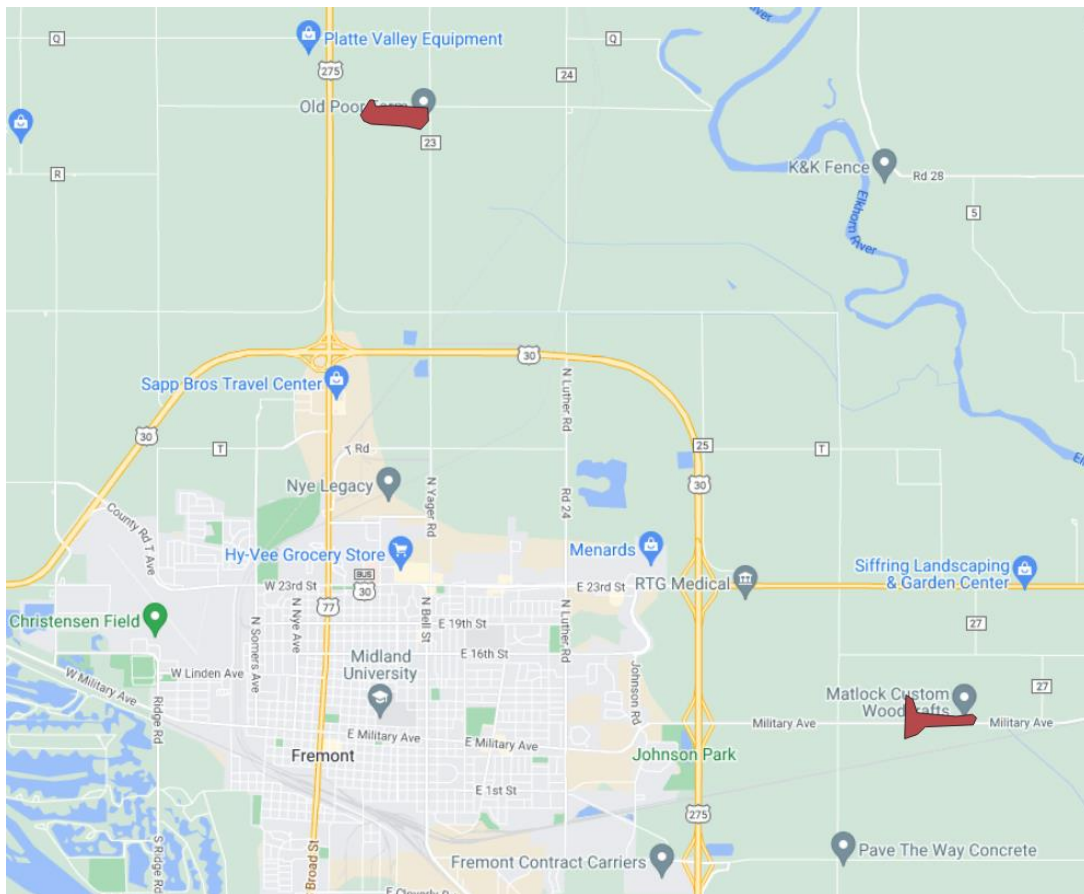 Q
Platte Valley Equipment
Q
275
24
Old Poor
23
R
K&K Fence
Rd 28
5
Elkhorn
River
30
Sapp Bros Travel Center
N Luther Rd
30
T
T Rd
25
T
30
Nye Legacy
N Yager Rd
Rd 24
County Rd T Ave
Hy-Vee Grocery Store
Menards
Siffring Landscaping
& Garden Center
BUS
30
W 23rd St
E 23rd St
RTG Medical
77
Christensen Field
N Somers Ave
N Nye Ave
N Bell St
E 19th St
N Luther Rd
27
E 16th St
Midland
University
W Linden Ave
W Military Ave
Johnson Rd
Matlock Custom
27
Ridge Rd
E Military Ave
E Military Ave
Military Ave
Military Ave
Fremont
Johnson Park
E 1st St
275
S Ridge Rd
Broad St
Fremont Contract Carriers
Pave The Way Concrete